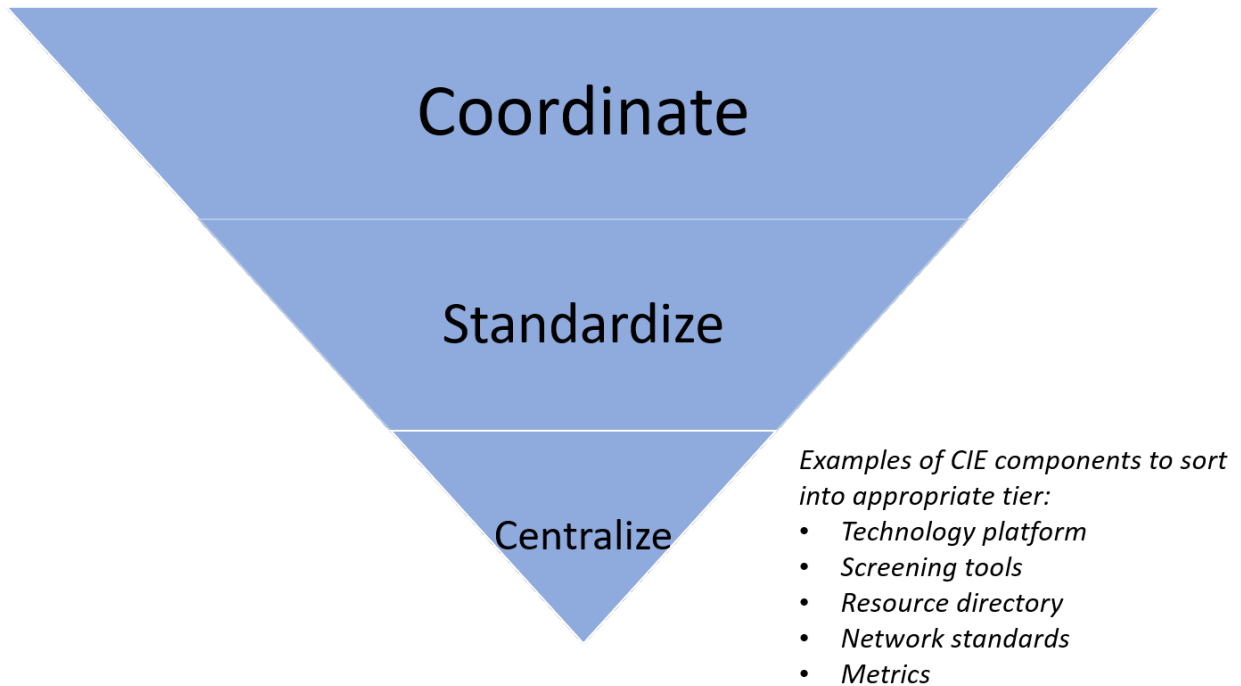 Coordinate
Standardize
Centralize
Examples of CIE components to sort
into appropriate tier:
• Technology platform
• Screening tools
• Resource directory
• Network standards
• Metrics